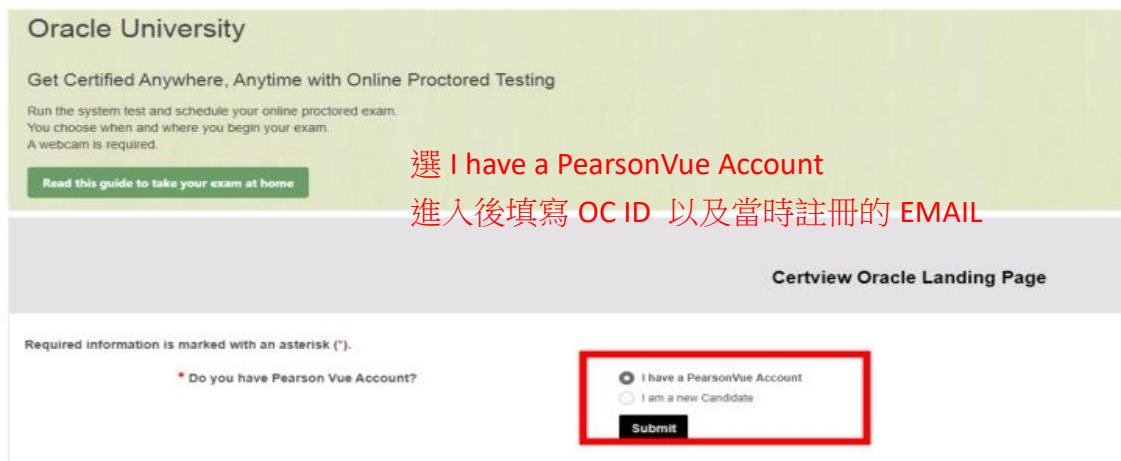 Oracle University
Get Certified Anywhere, Anytime with Online Proctored Testing
Run the system test and schedule your online proctored exam.
You choose when and where you begin your exam.
A webcam is required.
Read this guide to take your exam at home
選 I have a PearsonVue Account
進入後填寫 OC ID 以及當時註冊的 EMAIL
Certview Oracle Landing Page
Required information is marked with an asterisk (*).
* Do you have Pearson Vue Account?
I have a PearsonVue Account
I am a new Candidate
Submit